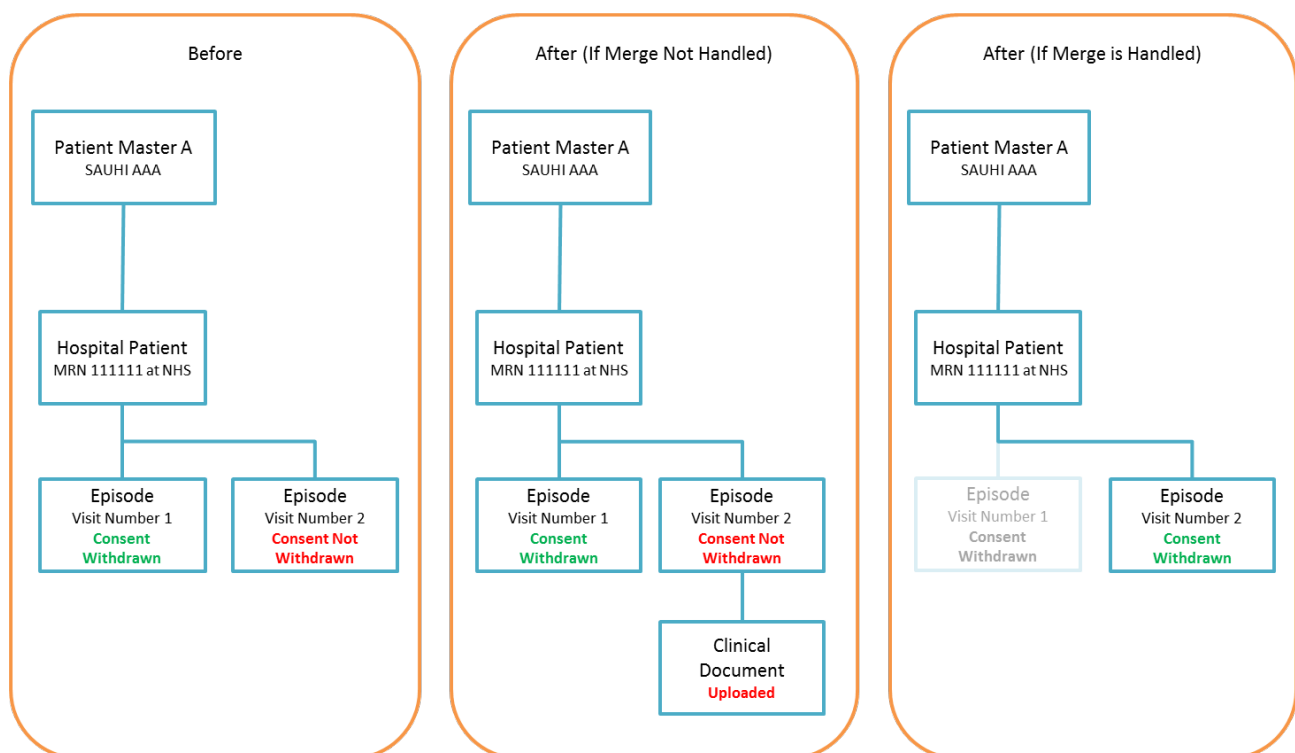 Before
Patient Master A
SAUHI AAA
Hospital Patient
MRN 111111 at NHS
Episode
Visit Number 1
Consent
Withdrawn
Episode
Visit Number 2
Consent Not
Withdrawn
After (If Merge Not Handled)
Patient Master A
SAUHI AAA
Hospital Patient
MRN 111111 at NHS
Episode
Visit Number 1
Consent
Withdrawn
Episode
Visit Number 2
Consent Not
Withdrawn
Clinical
Document
Uploaded
After (If Merge is Handled)
Patient Master A
SAUHI AAA
Hospital Patient
MRN 111111 at NHS
Episode
Visit Number 1
Consent
Withdrawn
Episode
Visit Number 2
Consent
Withdrawn